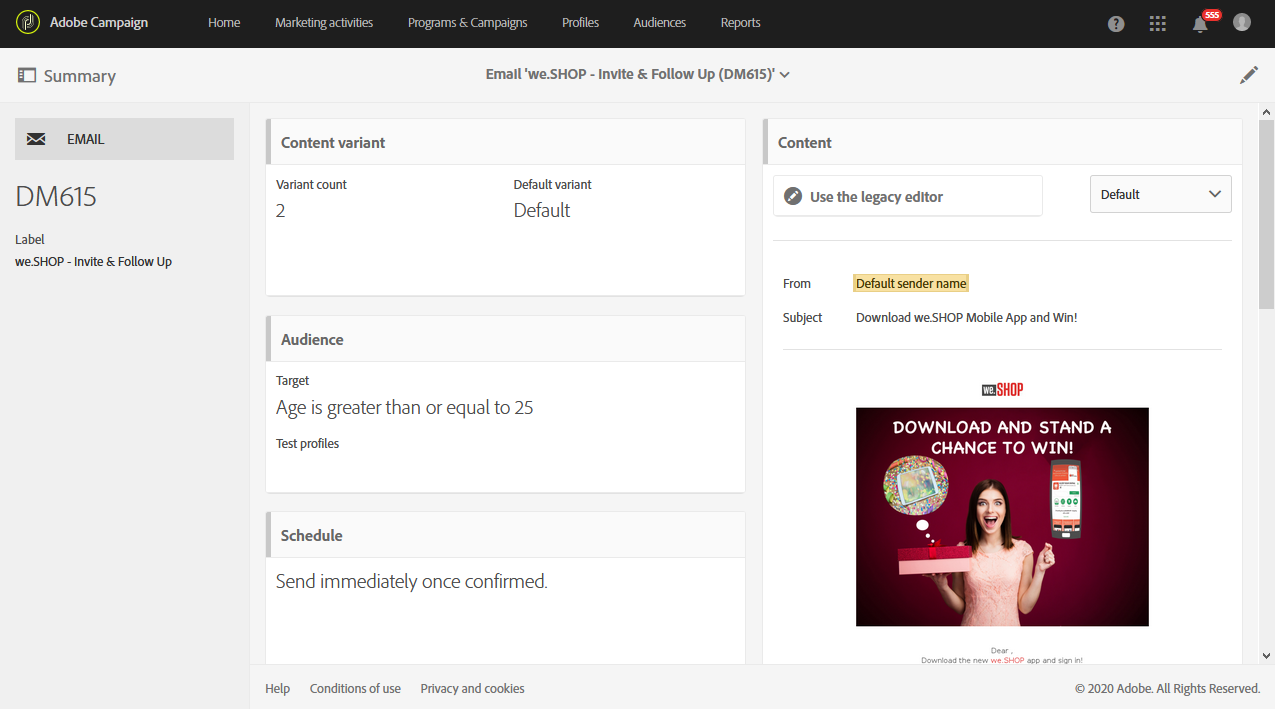 Adobe Campaign
Home
Marketing activities
Programs & Campaigns
Profiles
Audiences
Reports
?
555
Summary
Email 'we.SHOP - Invite & Follow Up (DM615)'
EMAIL
DM615
Label
we.SHOP - Invite & Follow Up
Content variant
Variant count
Default variant
2
Default
Audience
Target
Age is greater than or equal to 25
Test profiles
Schedule
Send immediately once confirmed.
Content
Use the legacy editor
Default
From
Default sender name
Subject
Download we.SHOP Mobile App and Win!
we.SHOP
DOWNLOAD AND STAND A
CHANCE TO WIN!
Dear ,
Download the new we.SHOP app and sign in!
Help
Conditions of use
Privacy and cookies
© 2020 Adobe. All Rights Reserved.